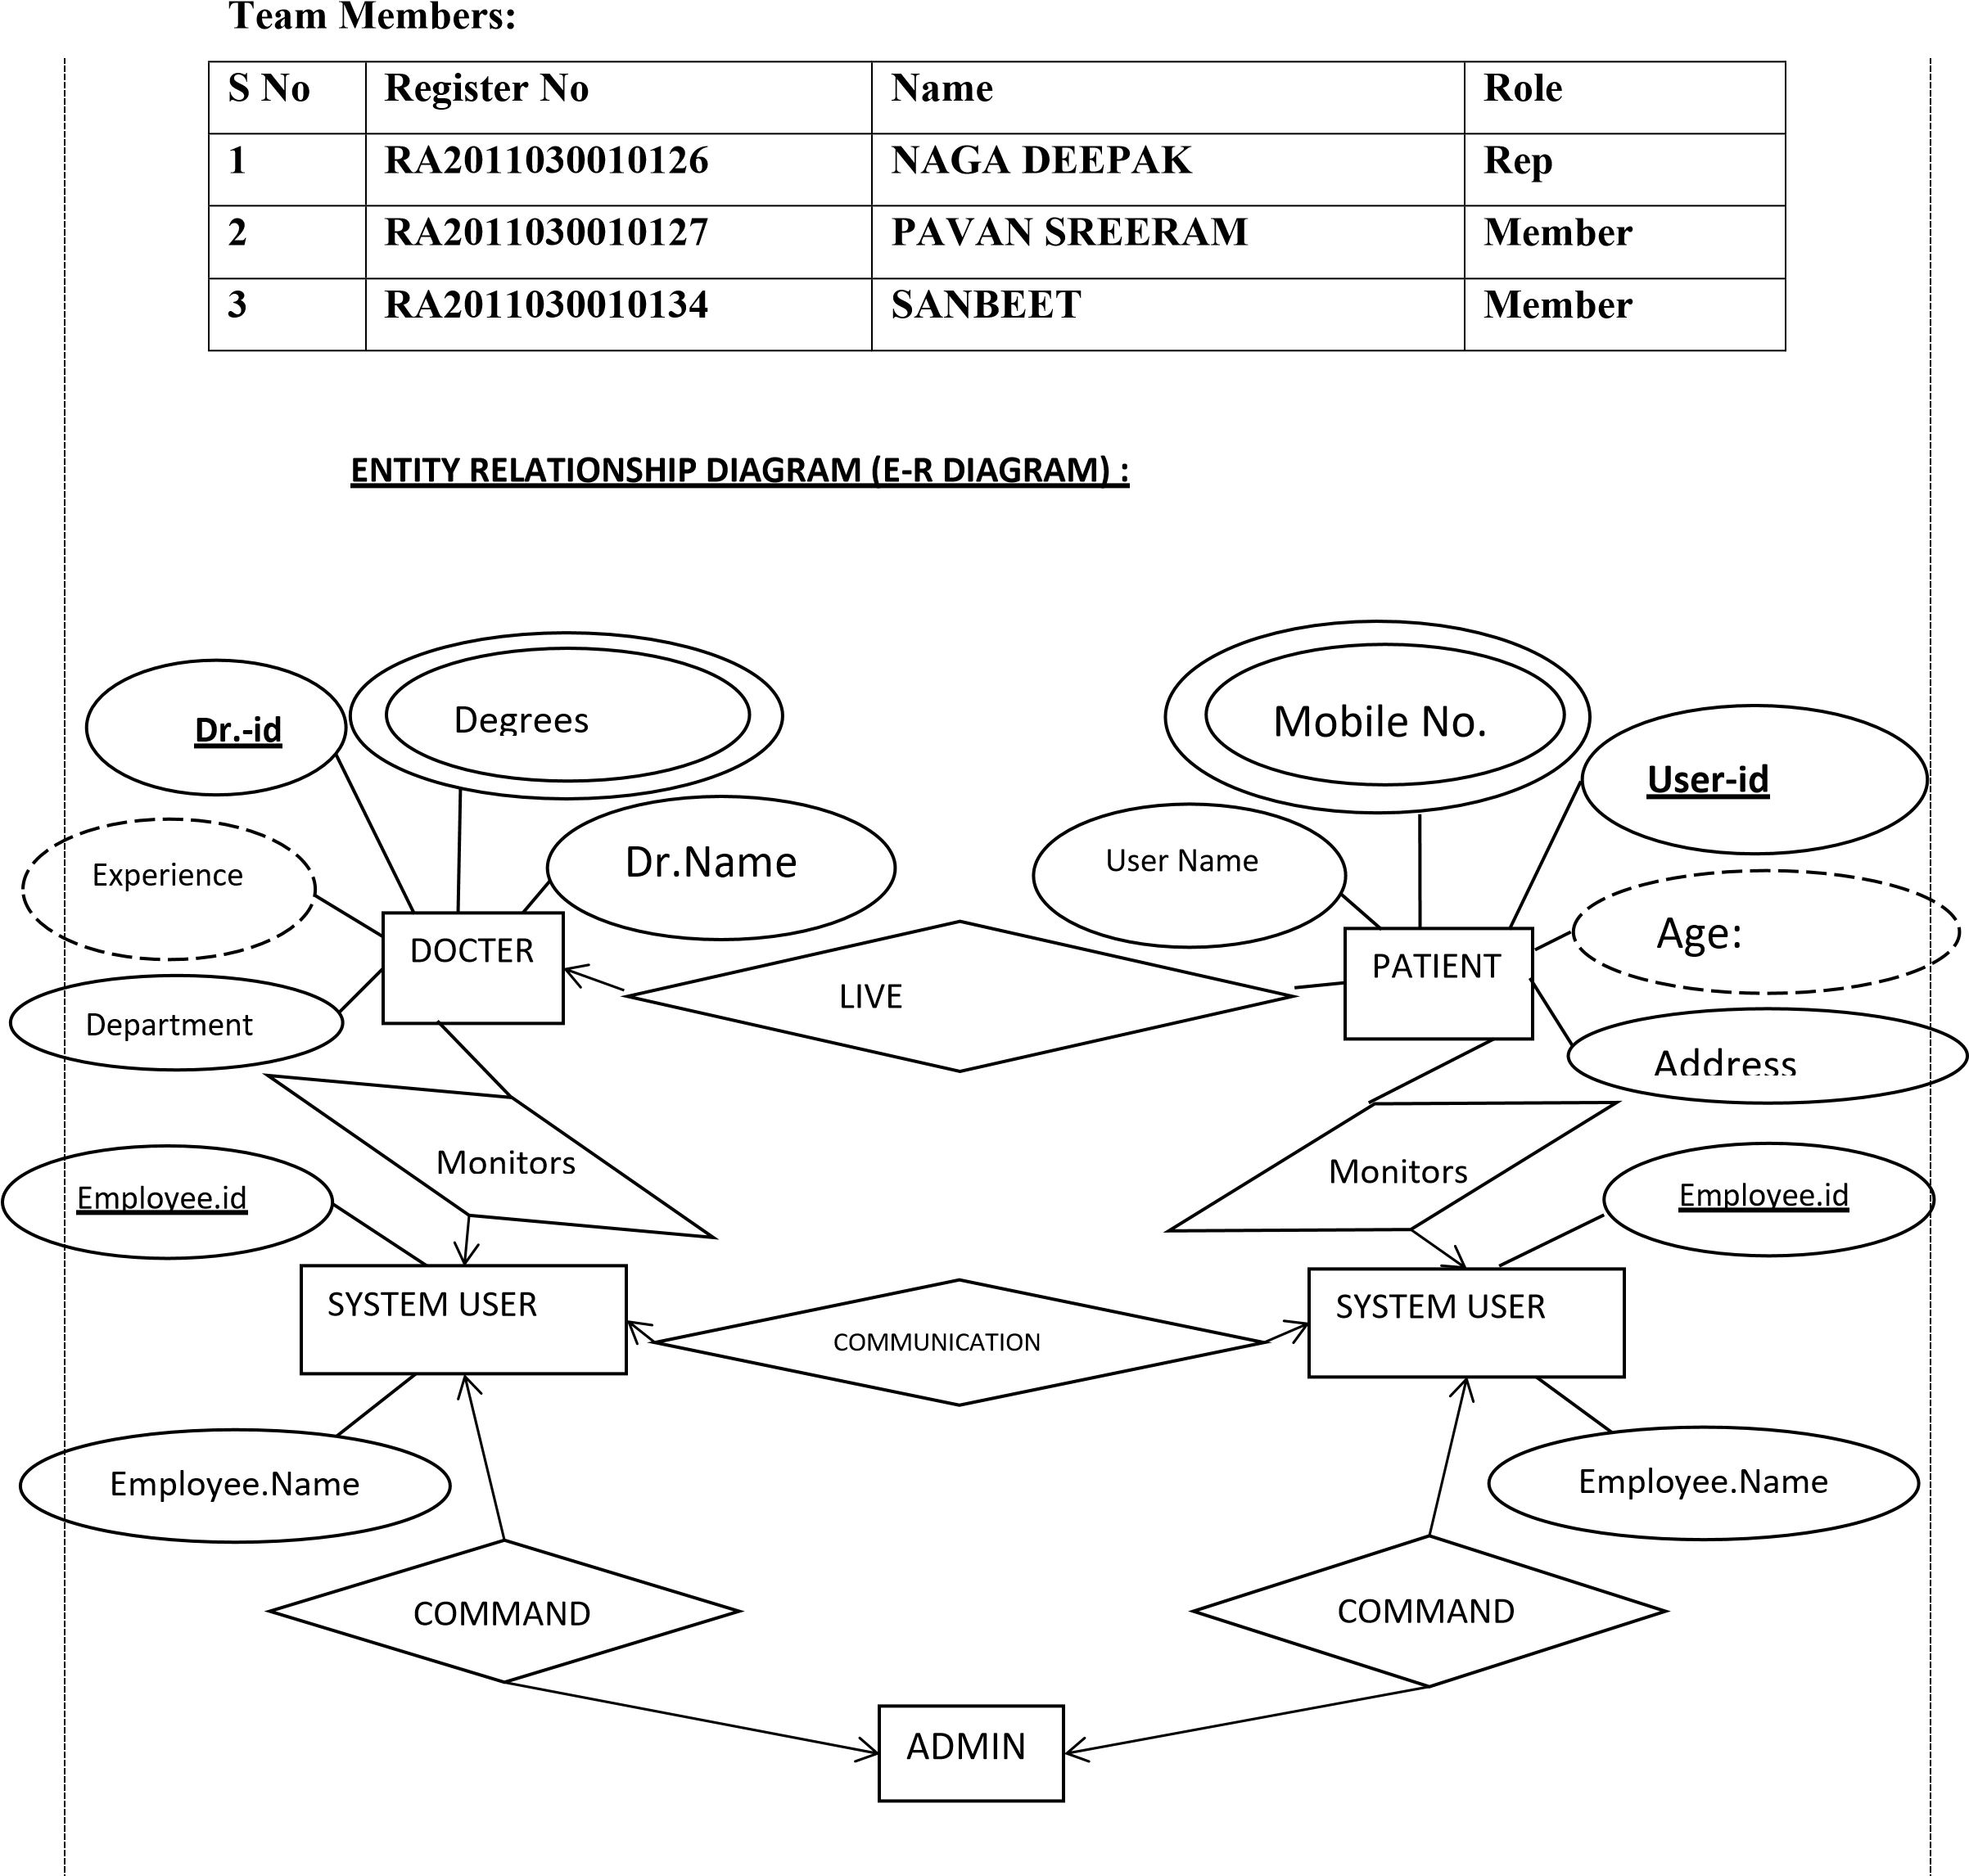 Team Members:
S No Register No Name Role
1 RA2011030010126 NAGA DEEPAK Rep
2 RA2011030010127 PAVAN SREERAM Member
3 RA2011030010134 SANBEET Member
ENTITY RELATIONSHIP DIAGRAM (E-R DIAGRAM) :
Dr.-id
Degrees
Mobile No.
User-id
Experience
Dr.Name
User Name
Age:
DOCTER
PATIENT
LIVE
Department
Address
Monitors
Monitors
Employee.id
Employee.id
SYSTEM USER
SYSTEM USER
COMMUNICATION
Employee.Name
Employee.Name
COMMAND
COMMAND
ADMIN